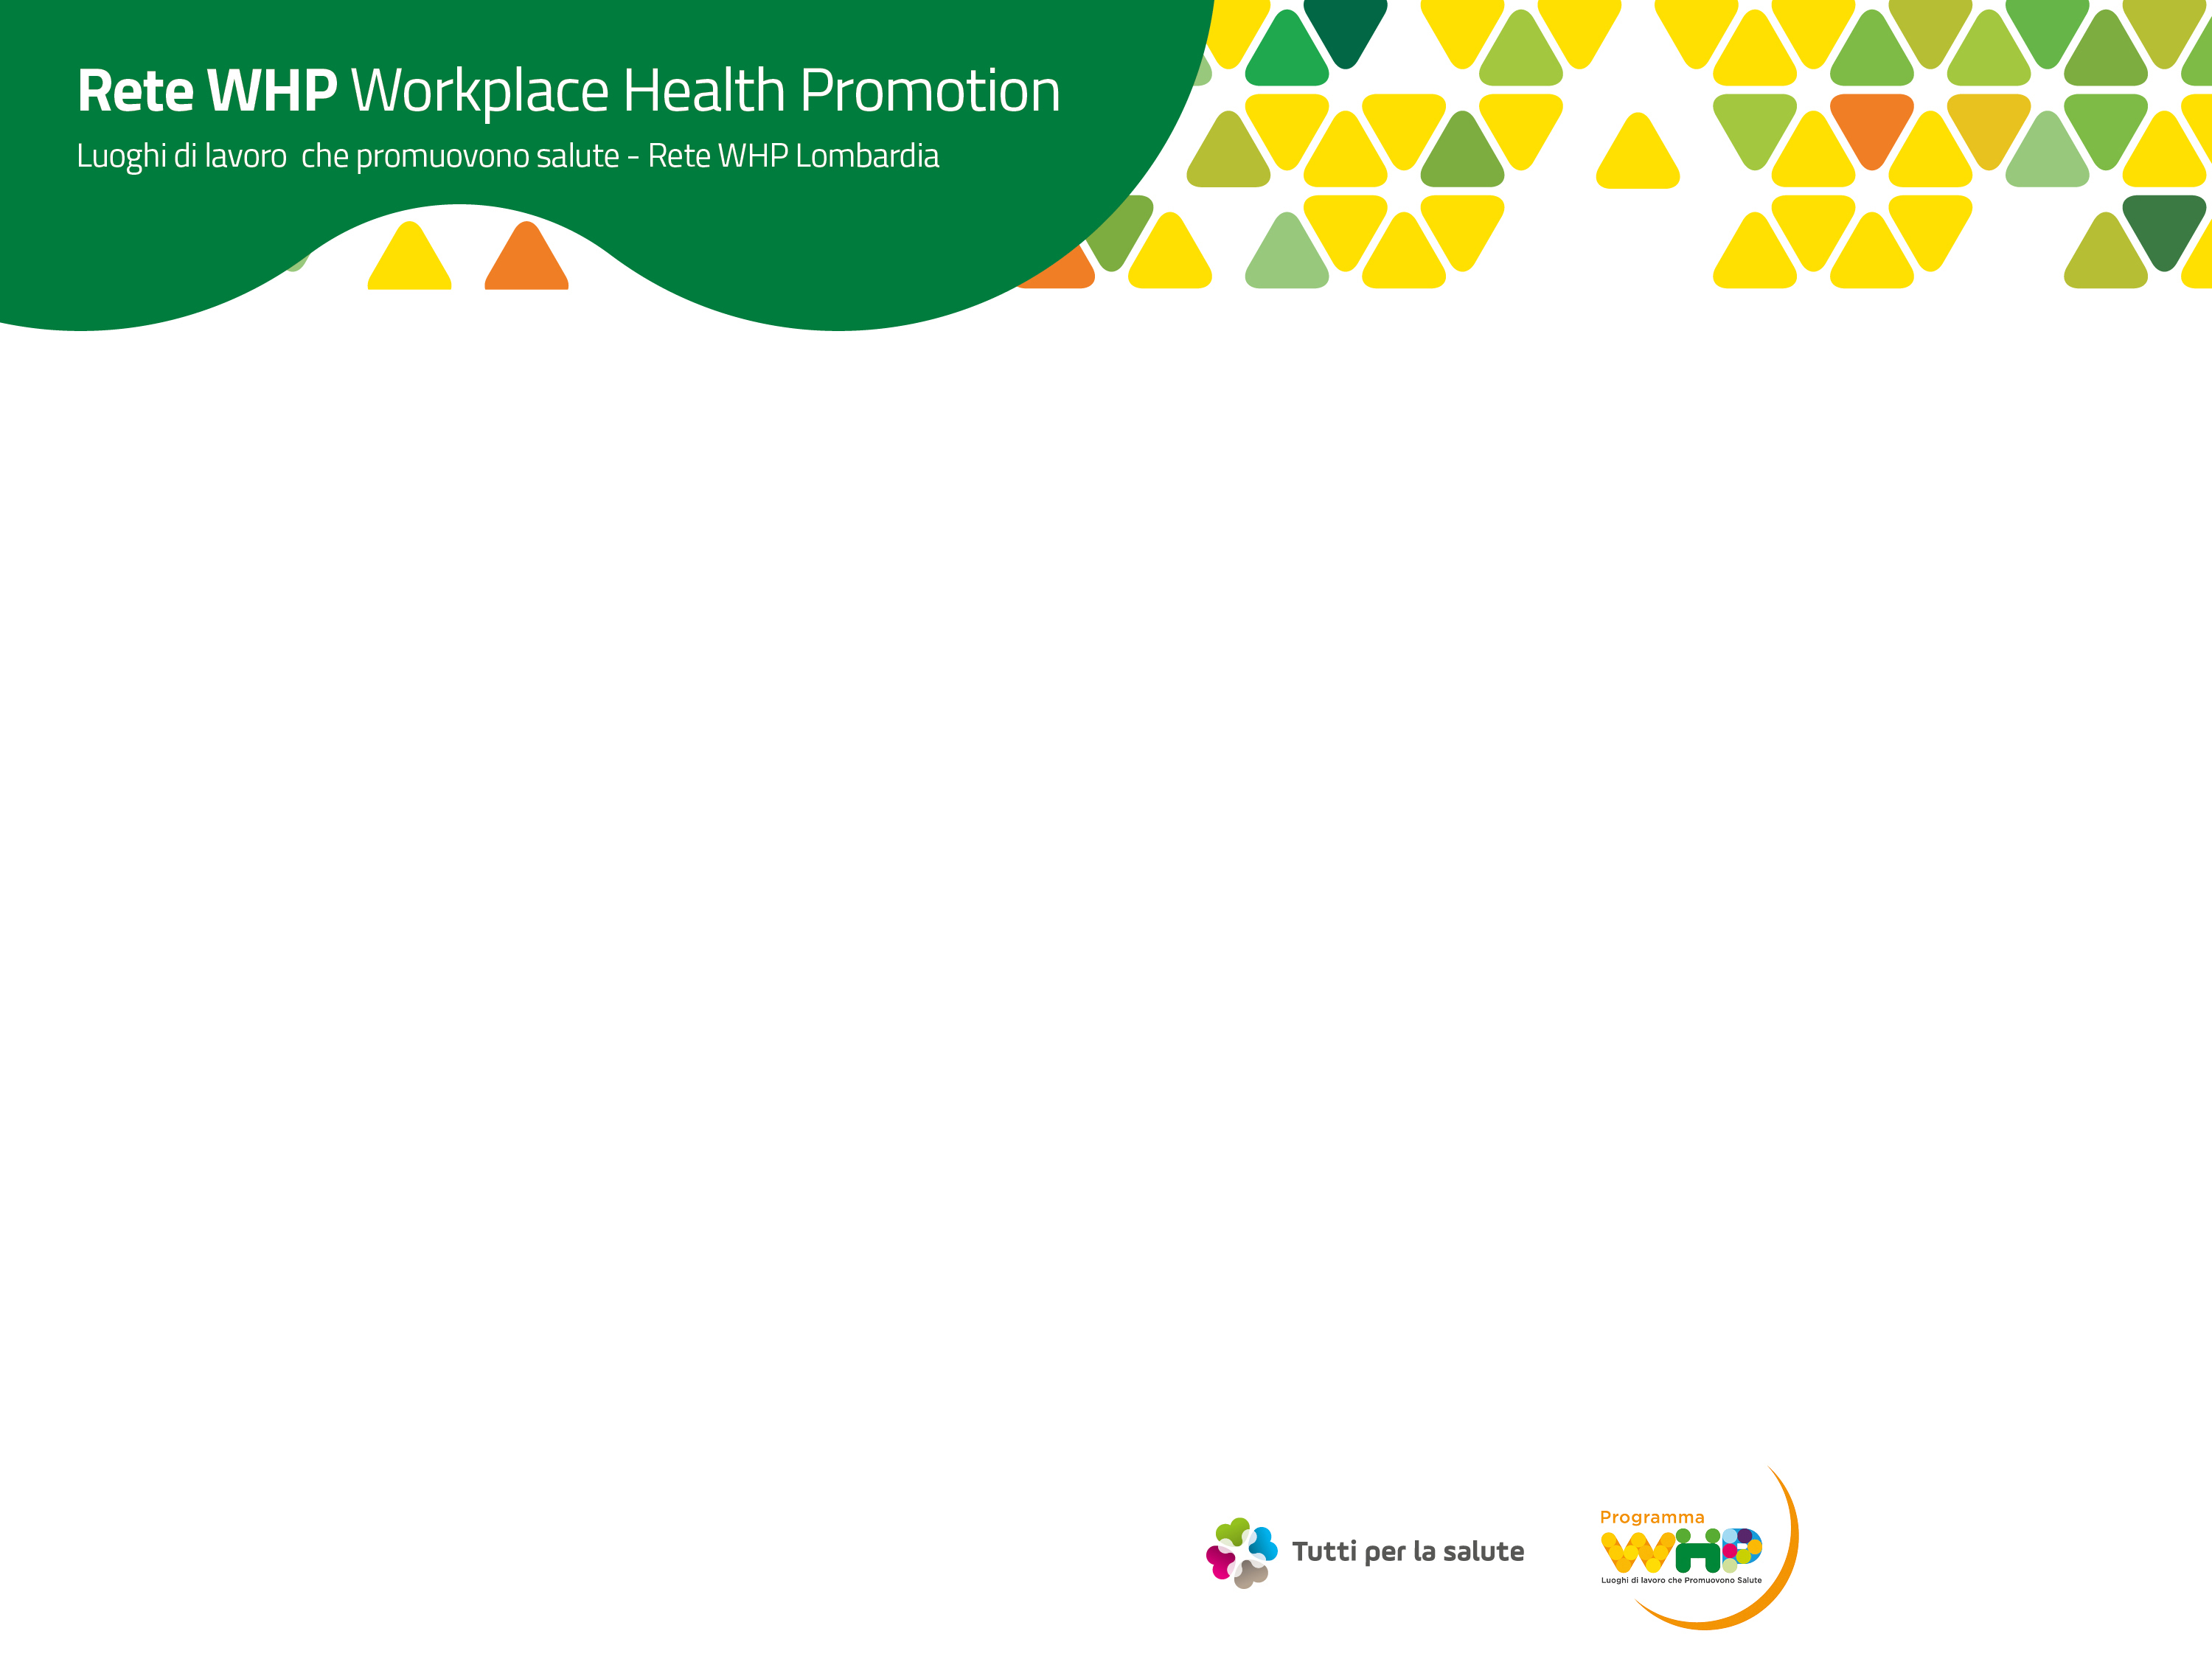 Rete WHP Workplace Health Promotion
Luoghi di lavoro  che promuovono salute - Rete WHP Lombardia
Tutti per la salute
Programma
WHP
Luoghi di lavoro che Promuovono Salute